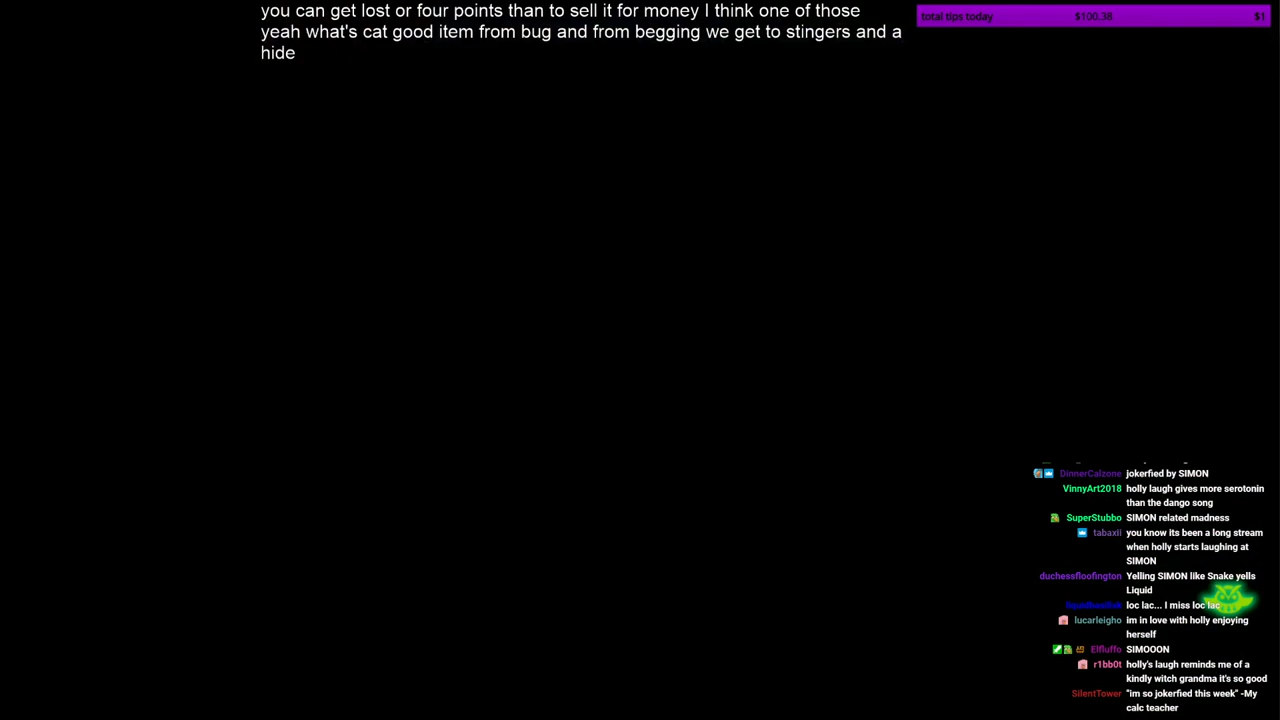 you can get lost or four points than to sell it for money I think one of those
yeah what's cat good item from bug and from begging we get to stingers and a
hide
total tips today $100.38 $1
DinnerCalzone jokerfied by SIMON
VinnyArt2018 holly laugh gives more serotonin
than the dango song
SuperStubbo SIMON related madness
tabaxii you know its been a long stream
when holly starts laughing at
SIMON
duchessfloofington Yelling SIMON like Snake yells
Liquid
loc lac... I miss loc lac
lucarleigho im in love with holly enjoying
herself
Elfluffo SIMOOON
r1bb0t holly's laugh reminds me of a
kindly witch grandma it's so good
SilentTower "im so jokerfied this week" -My
calc teacher